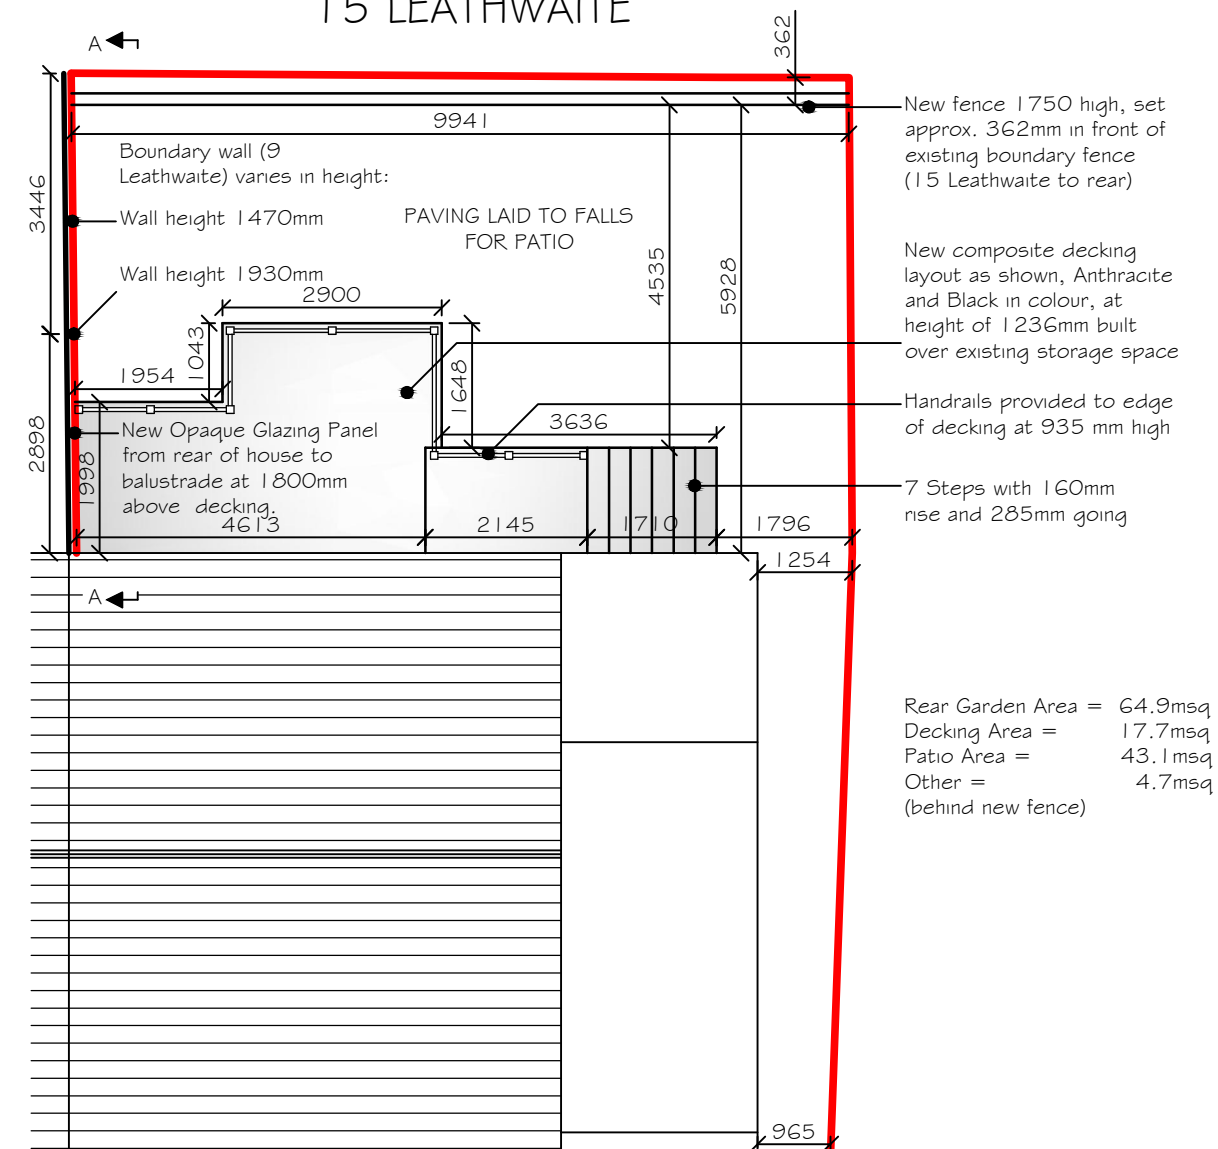 15 LEATHWAITE
A
362
9941
New fence 1750 high, set
approx. 362mm in front of
existing boundary fence
(15 Leathwaite to rear)
Boundary wall (9
Leathwaite) varies in height:
3446
Wall height 1470mm
PAVING LAID TO FALLS
FOR PATIO
Wall height 1930mm
2900
4535
5928
New composite decking
layout as shown, Anthracite
and Black in colour, at
height of 1236mm built
over existing storage space
1043
1954
1648
3636
Handrails provided to edge
of decking at 935 mm high
2898
1998
New Opaque Glazing Panel
from rear of house to
balustrade at 1800mm
above decking.
7 Steps with 160mm
rise and 285mm going
4613
2145
1710
1796
1254
A
Rear Garden Area = 64.9msq
Decking Area = 17.7msq
Patio Area = 43.1msq
Other = 4.7msq
(behind new fence)
965